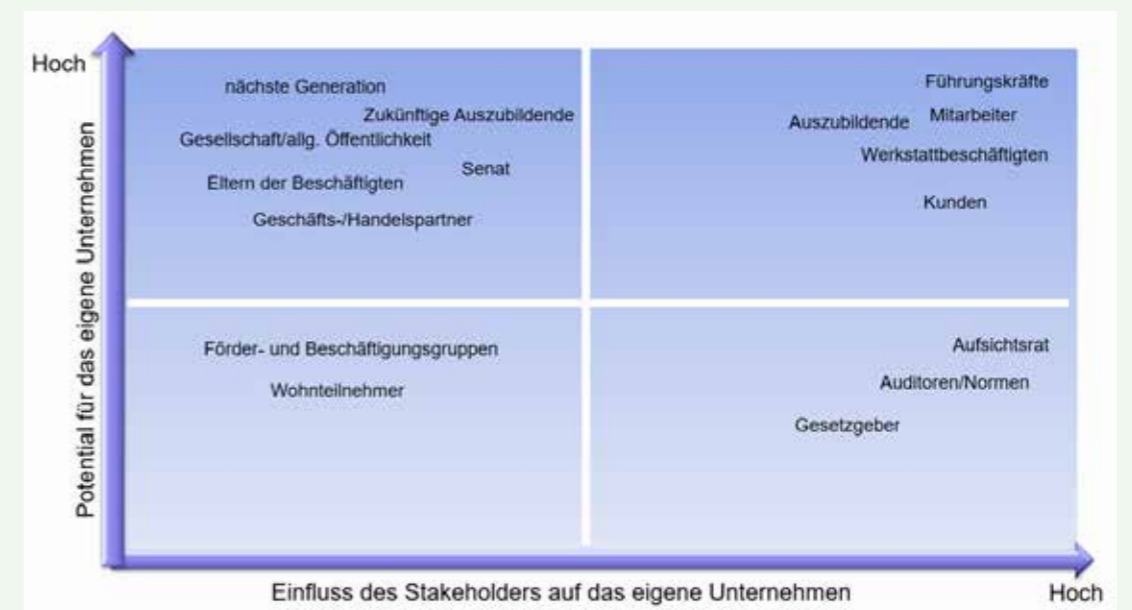 Hoch
Potential für das eigene Unternehmen
nächste Generation
Zukünftige Auszubildende
Gesellschaft/allg. Öffentlichkeit
Senat
Eltern der Beschäftigten
Geschäfts-/Handelspartner
Führungskräfte
Mitarbeiter
Auszubildende
Werkstattbeschäftigten
Kunden
Förder- und Beschäftigungsgruppen
Wohnteilnehmer
Aufsichtsrat
Auditoren/Normen
Gesetzgeber
Einfluss des Stakeholders auf das eigene Unternehmen
Hoch